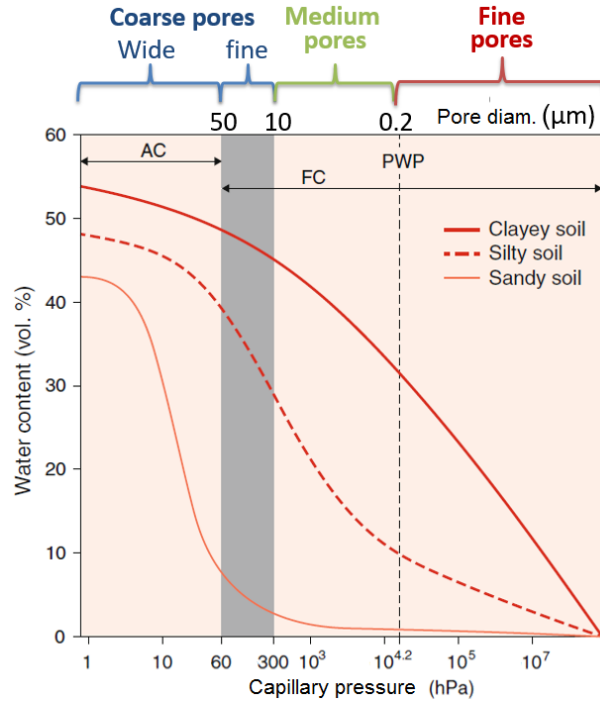 Coarse pores Medium pores Fine pores
Wide fine
50 10 0.2 Pore diam. (μm)
60
AC PWP
FC
50
Clayey soil
Silty soil
Sandy soil
40
30
20
10
0
Water content (vol. %)
1 10 60 300 10³ 10⁴·² 10⁵ 10⁷
Capillary pressure (hPa)